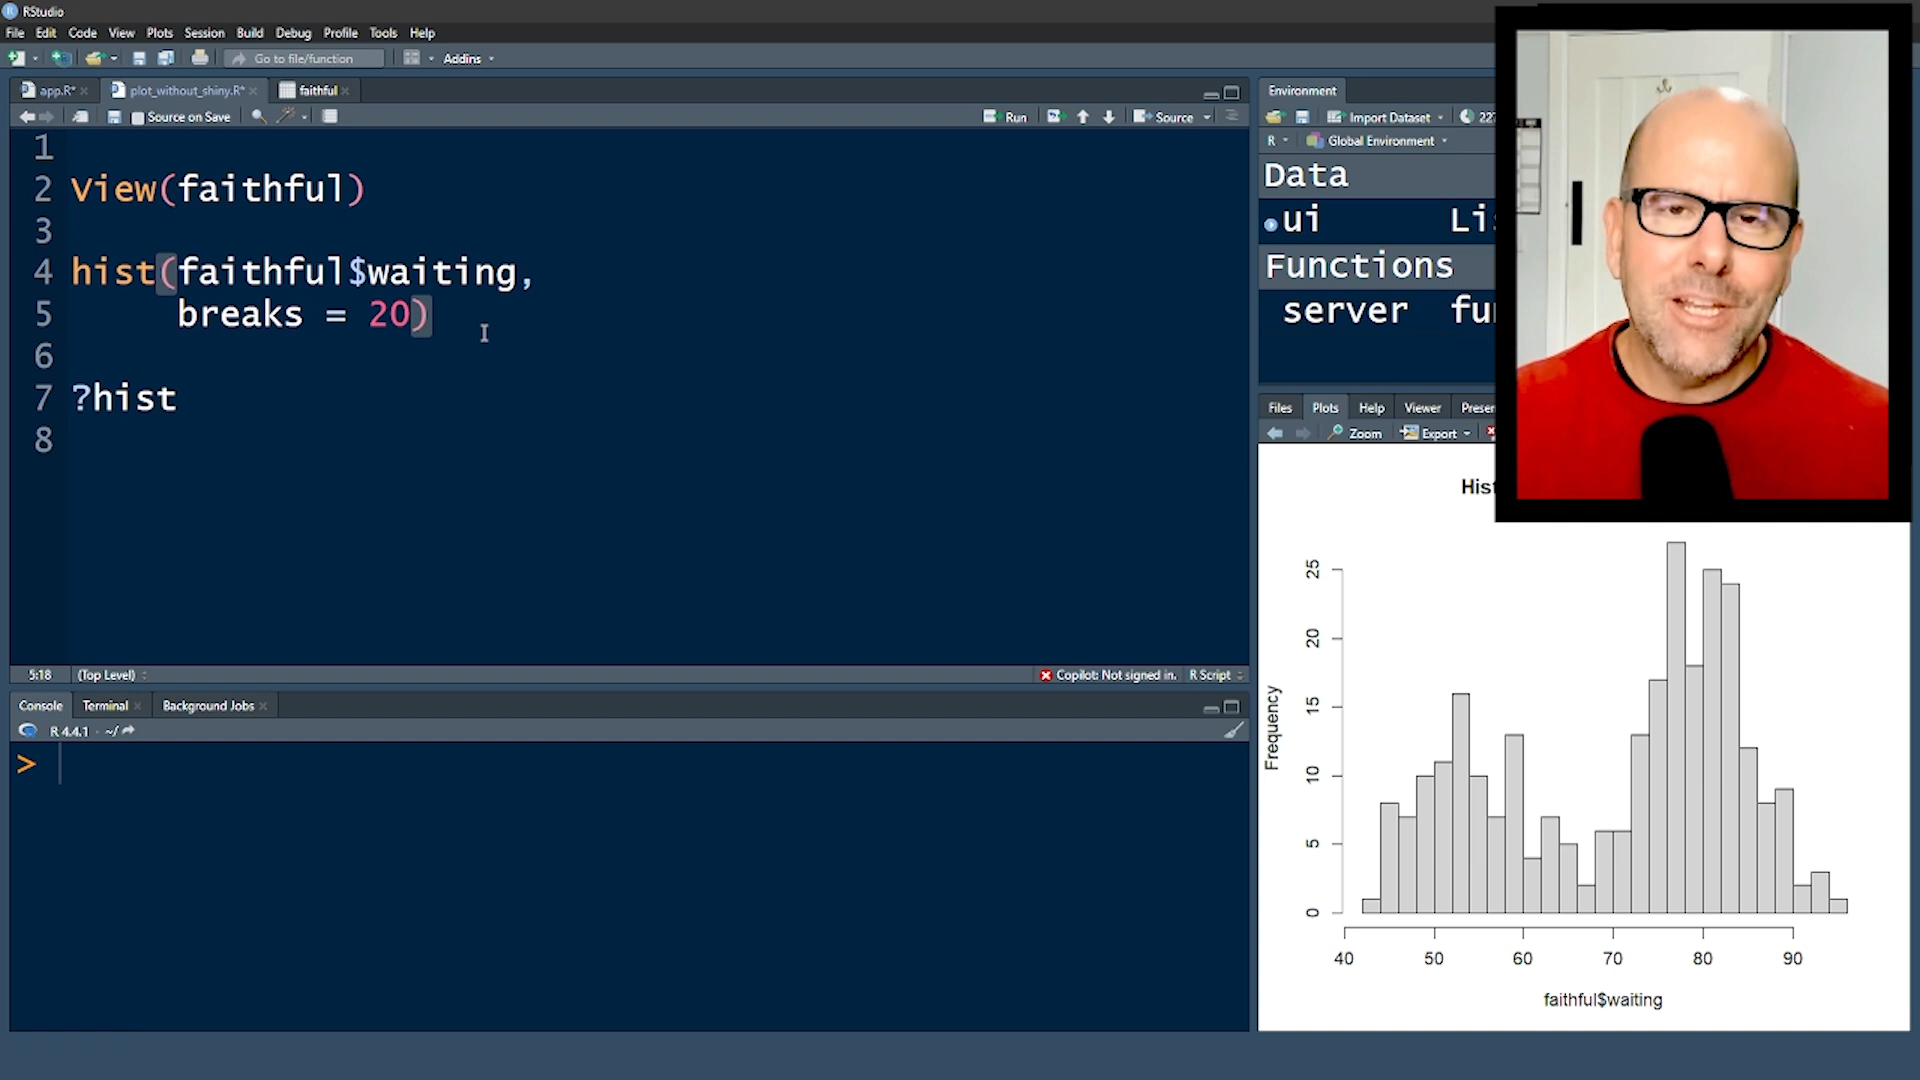 RStudio
File Edit Code View Plots Session Build Debug Profile Tools Help
Go to file/function Addins
app.R* plot_without_shiny.R* faithful
Source on Save Run Source
1
2 View(faithful)
3
4 hist(faithful$waiting,
5 breaks = 20)
6
7 ?hist
8
5:18 (Top Level) Copilot: Not signed in. R Script
Console Terminal Background Jobs
R 4.4.1 · ~/
>
Environment
Import Dataset
R Global Environment
Data
ui
Functions
server
Files Plots Help Viewer
Zoom Export
Frequency
25
20
15
10
5
0
40 50 60 70 80 90
faithful$waiting